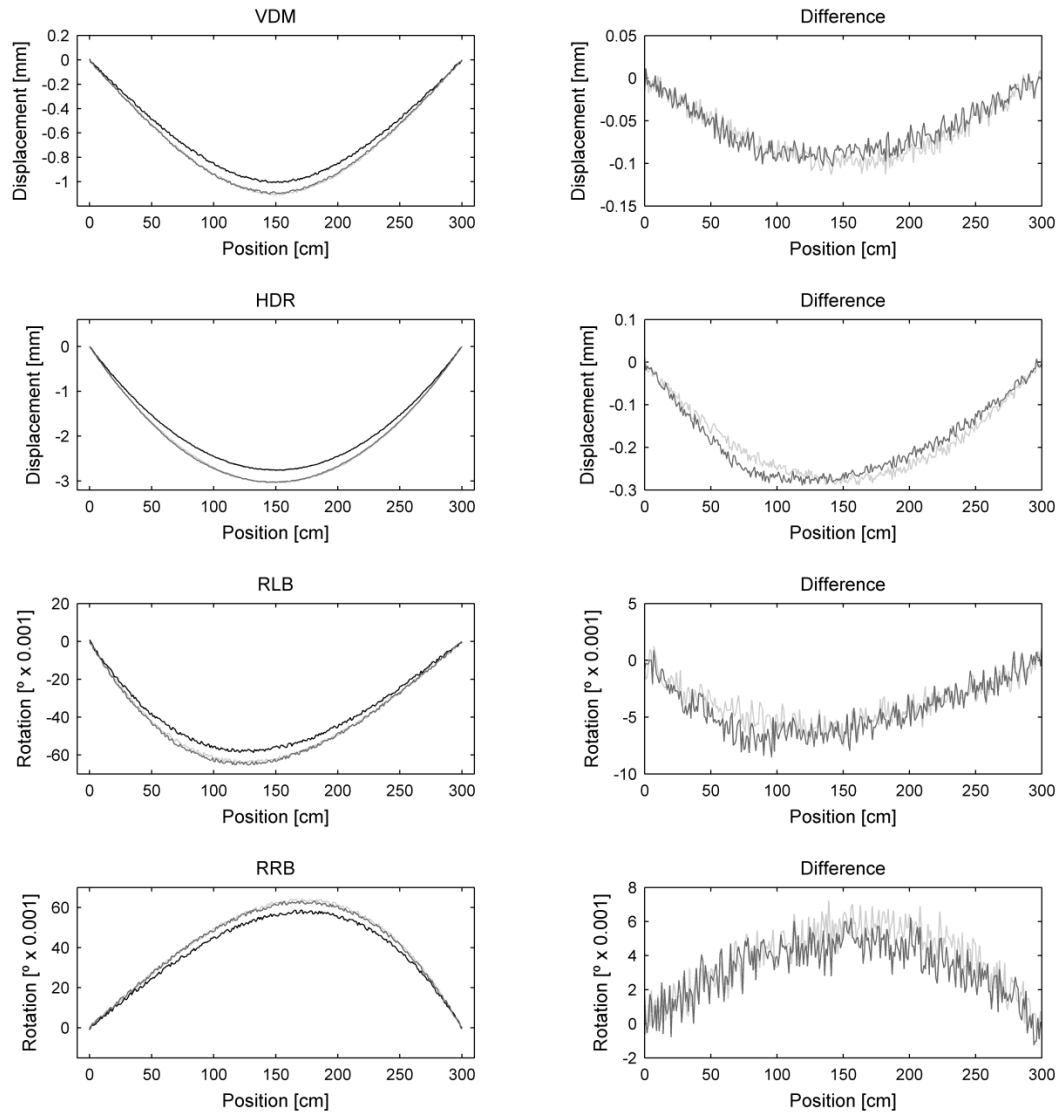 VDM
Displacement [mm]
0.2
0
-0.2
-0.4
-0.6
-0.8
-1
0 50 100 150 200 250 300
Position [cm]
Difference
Displacement [mm]
0.05
0
-0.05
-0.1
-0.15
0 50 100 150 200 250 300
Position [cm]
HDR
Displacement [mm]
0
-1
-2
-3
0 50 100 150 200 250 300
Position [cm]
Difference
Displacement [mm]
0.1
0
-0.1
-0.2
-0.3
0 50 100 150 200 250 300
Position [cm]
RLB
Rotation [º x 0.001]
20
0
-20
-40
-60
0 50 100 150 200 250 300
Position [cm]
Difference
Rotation [º x 0.001]
5
0
-5
-10
0 50 100 150 200 250 300
Position [cm]
RRB
Rotation [º x 0.001]
60
40
20
0
0 50 100 150 200 250 300
Position [cm]
Difference
Rotation [º x 0.001]
8
6
4
2
0
-2
0 50 100 150 200 250 300
Position [cm]